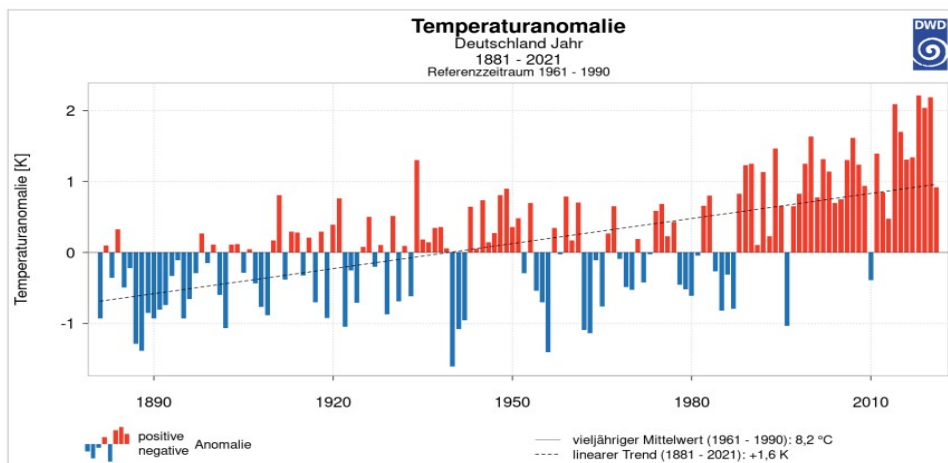 Temperaturanomalie
Deutschland Jahr
1881 - 2021
Referenzzeitraum 1961 - 1990
DWD
Temperaturanomalie [K]
2
1
0
-1
1890
1920
1950
1980
2010
positive
negative
Anomalie
vieljähriger Mittelwert (1961 - 1990): 8,2 °C
linearer Trend (1881 - 2021): +1,6 K